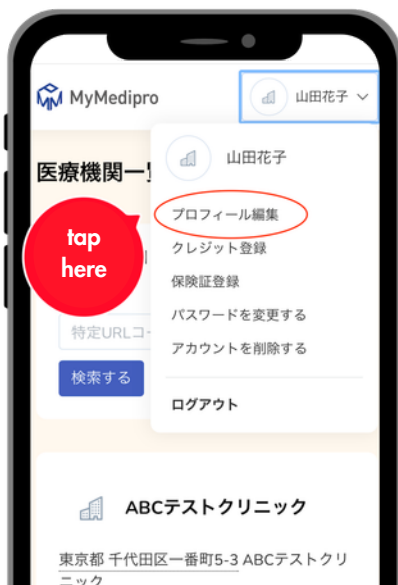 MyMedipro
山田花子
医療機関一
山田花子
プロフィール編集
tap
here
クレジット登録
保険証登録
パスワードを変更する
特定URLコ
アカウントを削除する
検索する
ログアウト
ABCテストクリニック
東京都 千代田区一番町5-3 ABCテストクリ
ニック